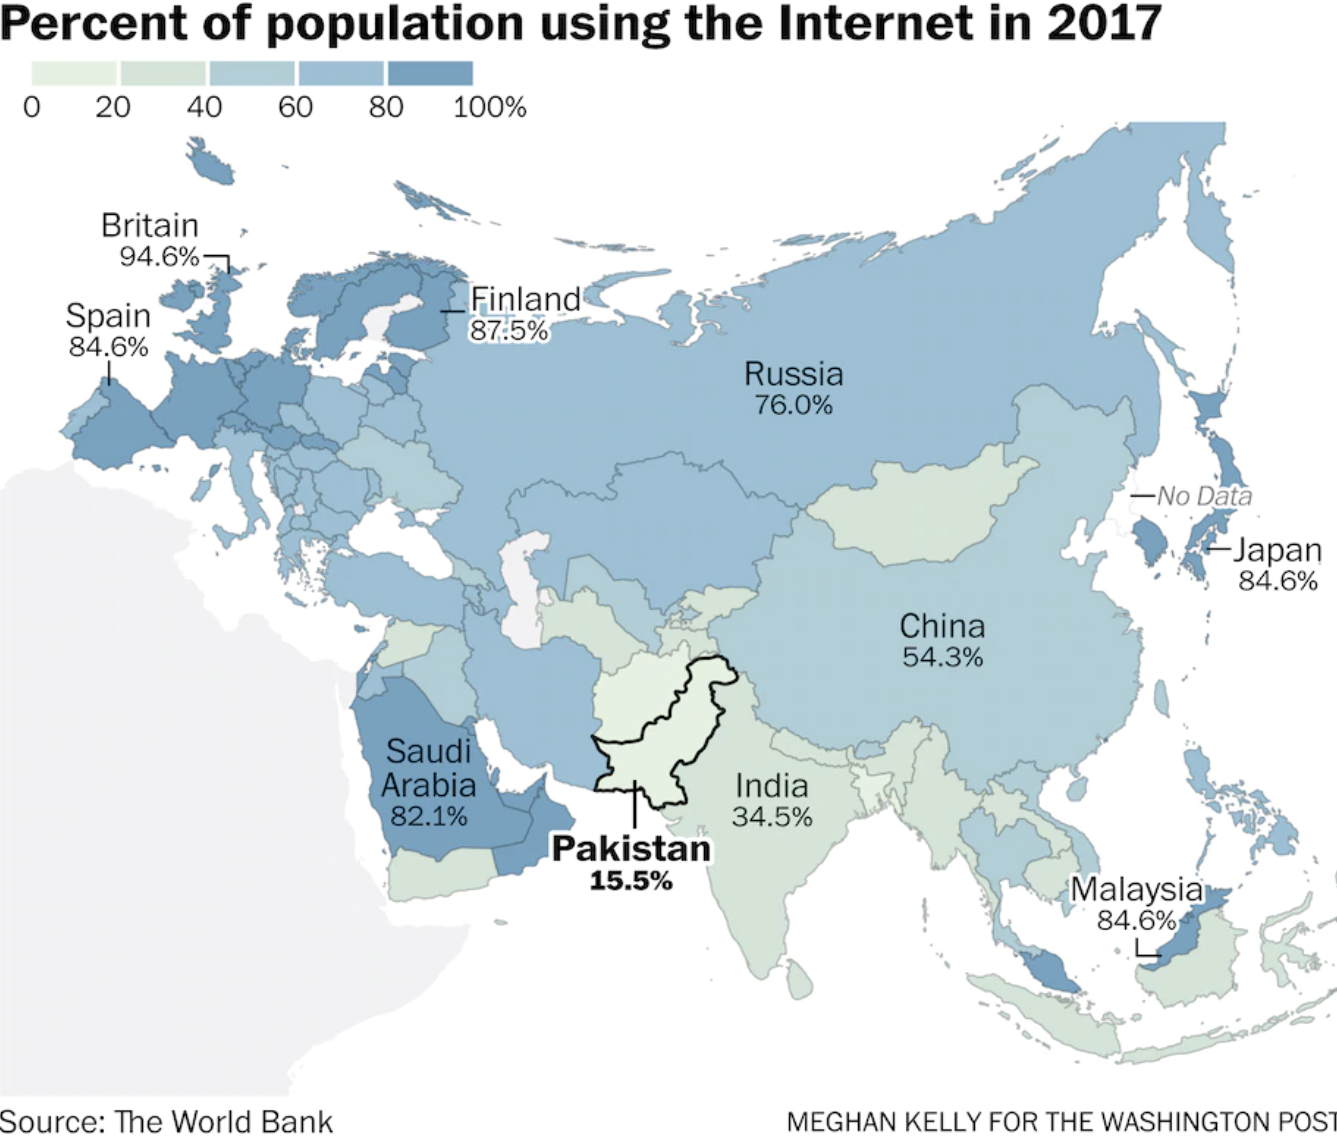 Percent of population using the Internet in 2017
0 20 40 60 80 100%
Britain
94.6%
Spain
84.6%
Finland
87.5%
Russia
76.0%
No Data
Japan
84.6%
China
54.3%
Saudi
Arabia
82.1%
India
34.5%
Pakistan
15.5%
Malaysia
84.6%
Source: The World Bank
MEGHAN KELLY FOR THE WASHINGTON POST